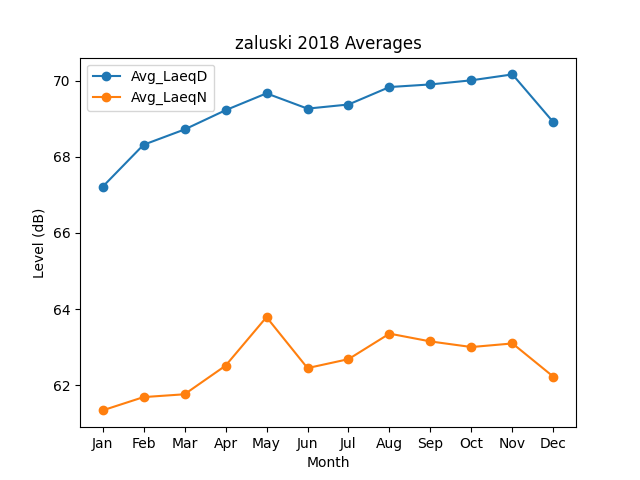 zaluski 2018 Averages
Avg_LaeqD
Avg_LaeqN
Level (dB)
70
68
66
64
62
Jan Feb Mar Apr May Jun Jul Aug Sep Oct Nov Dec
Month